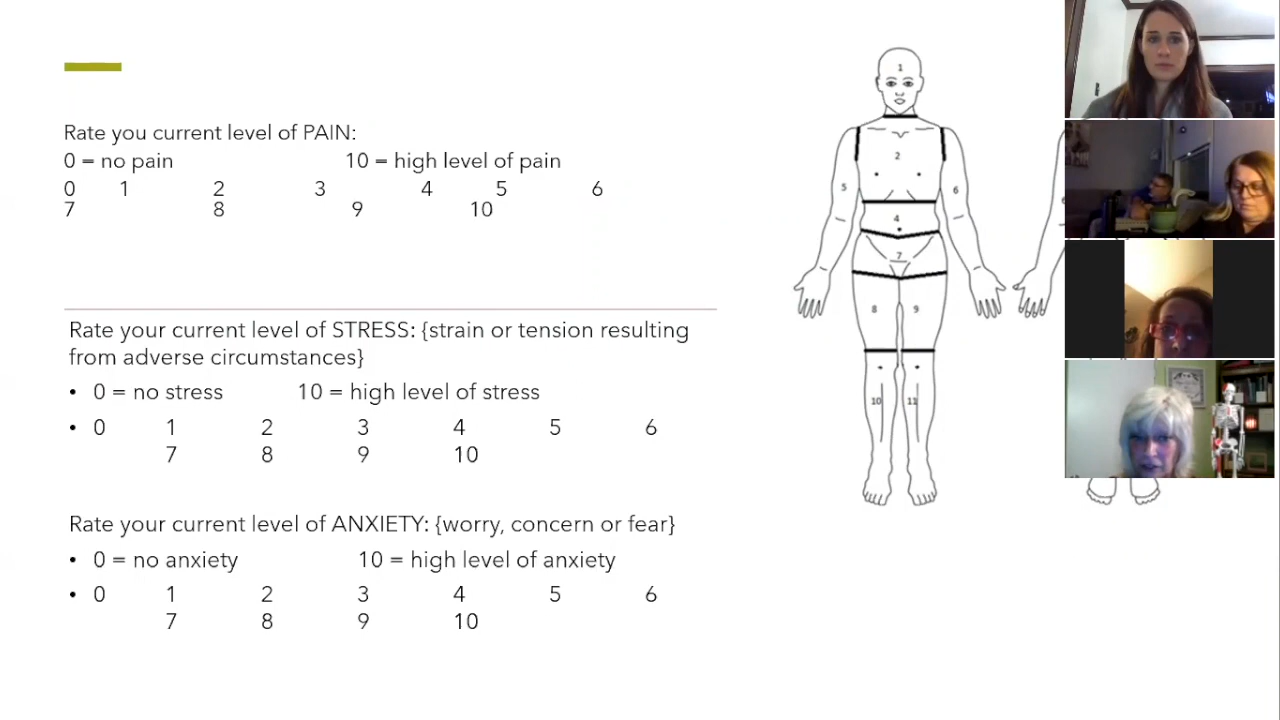 Rate you current level of PAIN:
0 = no pain 10 = high level of pain
0 1 2 3 4 5 6
7 8 9 10
Rate your current level of STRESS: {strain or tension resulting
from adverse circumstances}
• 0 = no stress 10 = high level of stress
• 0 1 2 3 4 5 6
7 8 9 10
Rate your current level of ANXIETY: {worry, concern or fear}
• 0 = no anxiety 10 = high level of anxiety
• 0 1 2 3 4 5 6
7 8 9 10
1
2
5 6
4
7
8 9
10 11